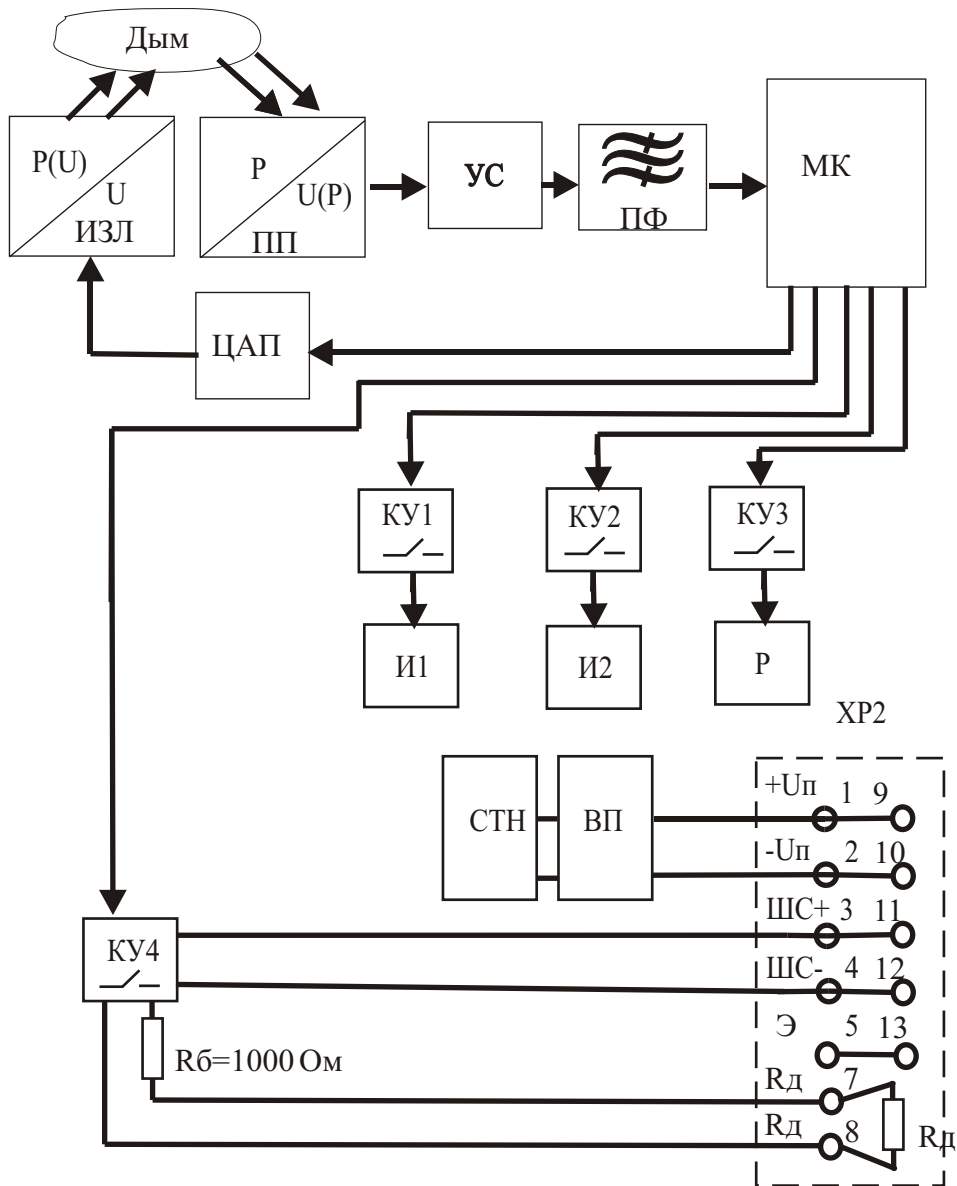 Дым
P(U)
U
ИЗЛ
P
U(P)
ПП
УС
ПФ
МК
ЦАП
КУ1
КУ2
КУ3
И1
И2
Р
ХР2
СТН
ВП
+Uп 1 9
-Uп 2 10
ШС+ 3 11
ШС- 4 12
Э 5 13
КУ4
Rб=1000 Ом
Rд 7
Rд 8
Rд